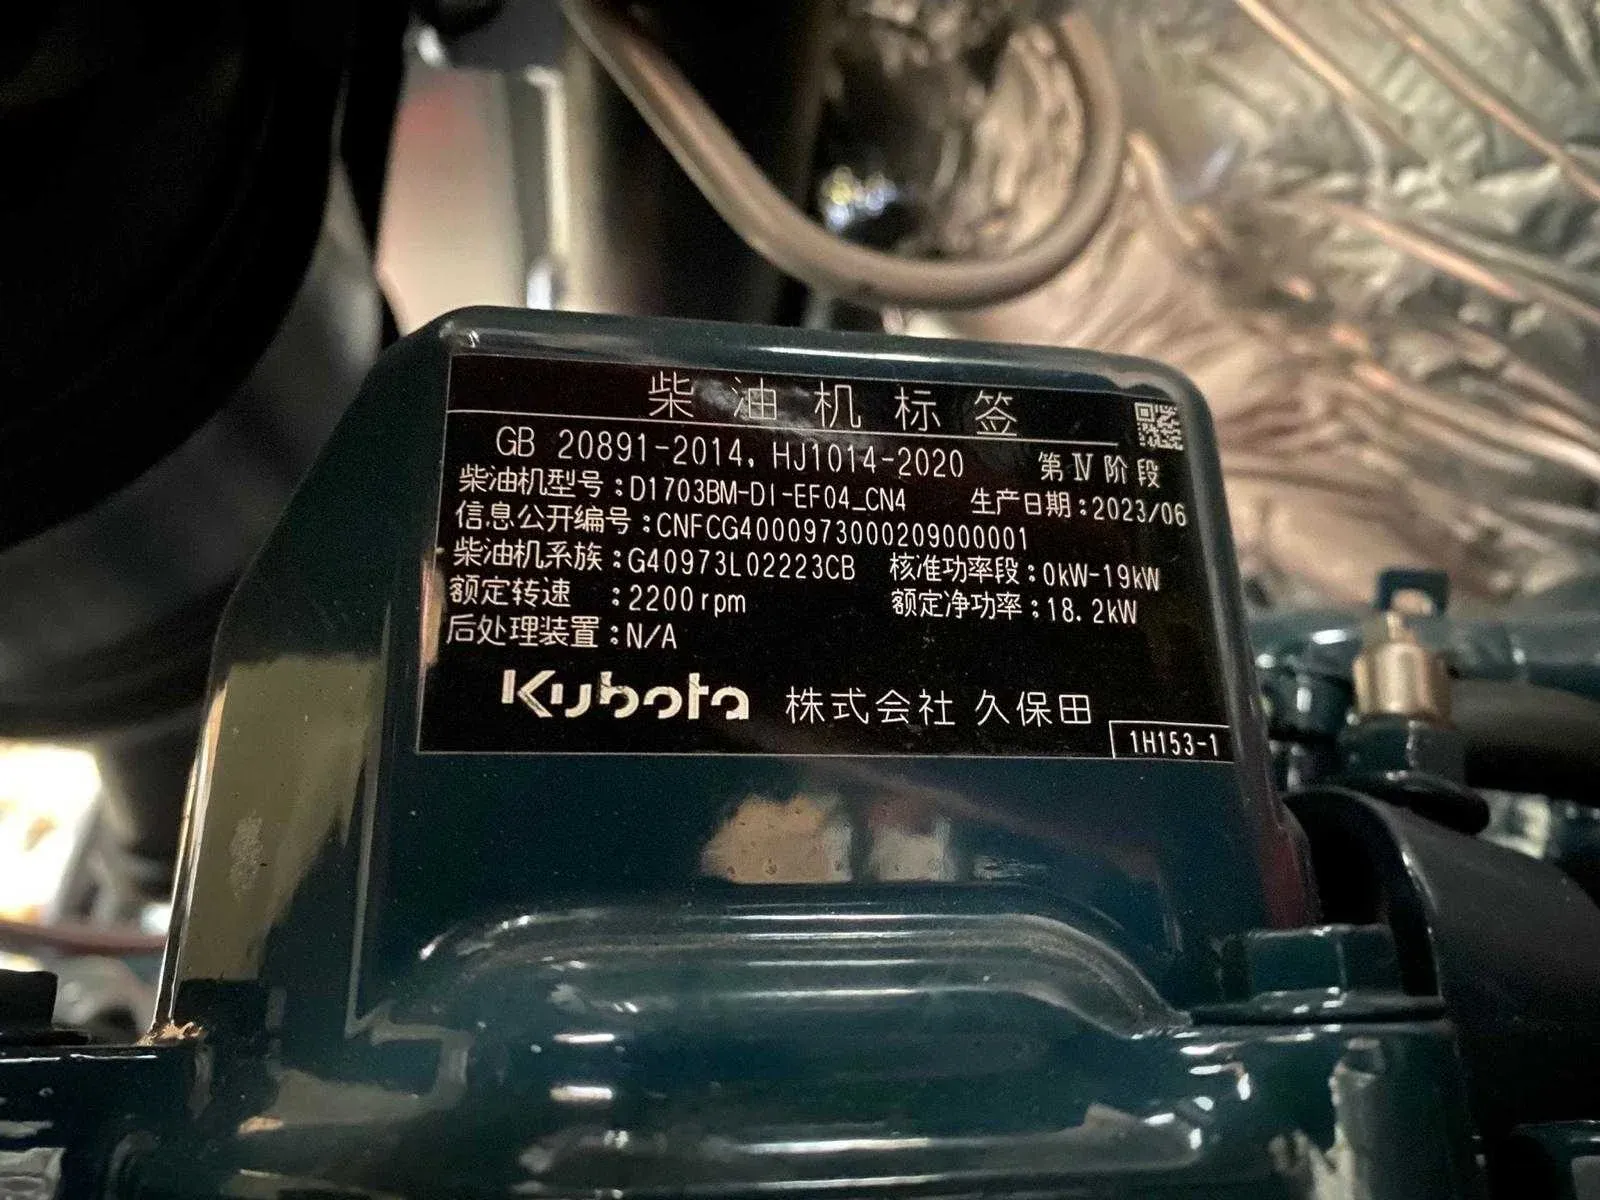 柴油机标签
GB 20891-2014, HJ1014-2020 第Ⅳ阶段
柴油机型号:D1703BM-DI-EF04_CN4 生产日期:2023/06
信息公开编号:CNFCG40009730002090000001
柴油机系族:G40973L02223CB 核准功率段:0kW-19kW
额定转速 :2200rpm 额定净功率:18.2kW
后处理装置:N/A
Kubota 株式会社 久保田
1H153-1